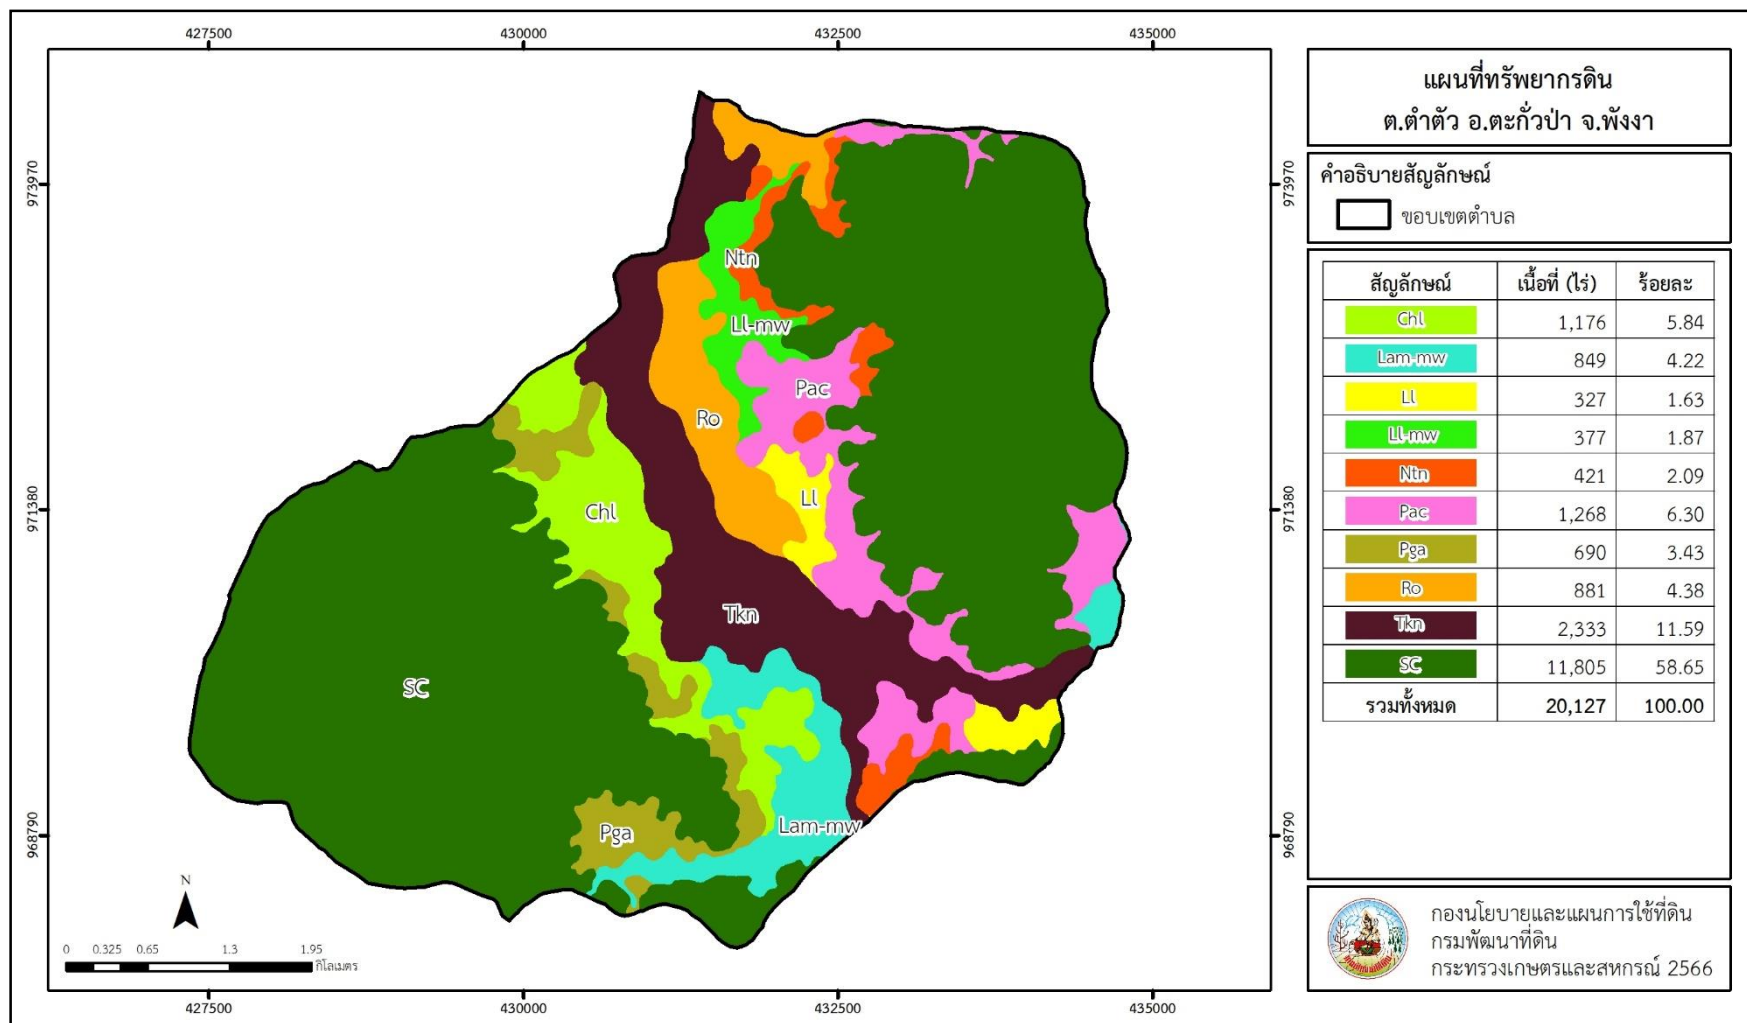 427500 430000 432500 435000
973970 973970
971380 971380
968790 968790
427500 430000 432500 435000
Ntn
Ll-mw
Pac
Ro
Ll
Chl
Tkn
SC
Pga
Lam-mw
N
0 0.325 0.65 1.3 1.95
กิโลเมตร
แผนที่ทรัพยากรดิน
ต.ตำตัว อ.ตะกั่วป่า จ.พังงา
คำอธิบายสัญลักษณ์
ขอบเขตตำบล
สัญลักษณ์ เนื้อที่ (ไร่) ร้อยละ
Chl 1,176 5.84
Lam-mw 849 4.22
Ll 327 1.63
Ll-mw 377 1.87
Ntn 421 2.09
Pac 1,268 6.30
Pga 690 3.43
Ro 881 4.38
Tkn 2,333 11.59
SC 11,805 58.65
รวมทั้งหมด 20,127 100.00
กองนโยบายและแผนการใช้ที่ดิน
กรมพัฒนาที่ดิน
กระทรวงเกษตรและสหกรณ์ 2566